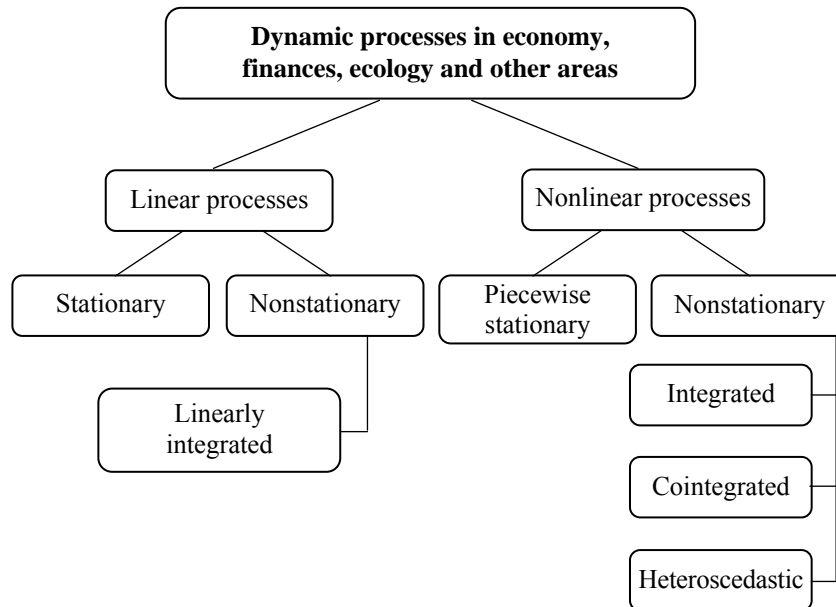 Dynamic processes in economy,
finances, ecology and other areas
Linear processes
Nonlinear processes
Stationary
Nonstationary
Piecewise
stationary
Nonstationary
Linearly
integrated
Integrated
Cointegrated
Heteroscedastic